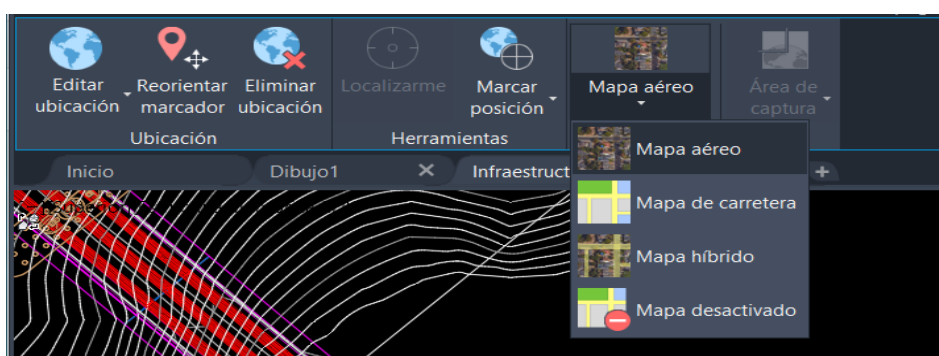 Editar
ubicación
Reorientar
marcador
Eliminar
ubicación
Localizarme
Marcar
posición
Mapa aéreo
Área de
captura
Ubicación
Herramientas
Inicio
Dibujo1
Infraestruct
Mapa aéreo
Mapa de carretera
Mapa híbrido
Mapa desactivado